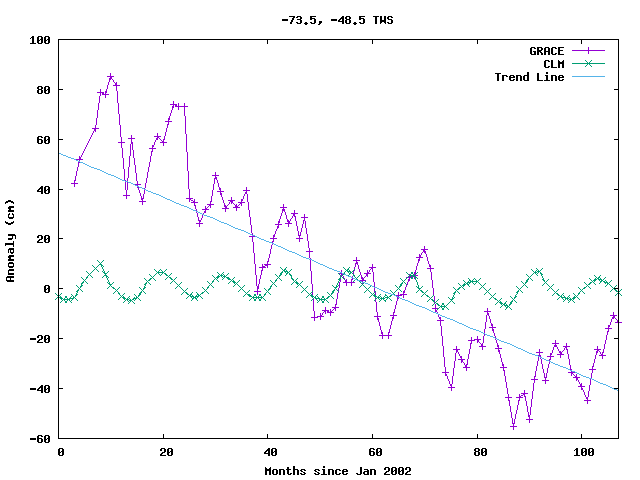 -73.5, -48.5 TWS
GRACE
CLM
Trend Line
100
80
60
40
20
0
-20
-40
-60
Anomaly (cm)
0 20 40 60 80 100
Months since Jan 2002